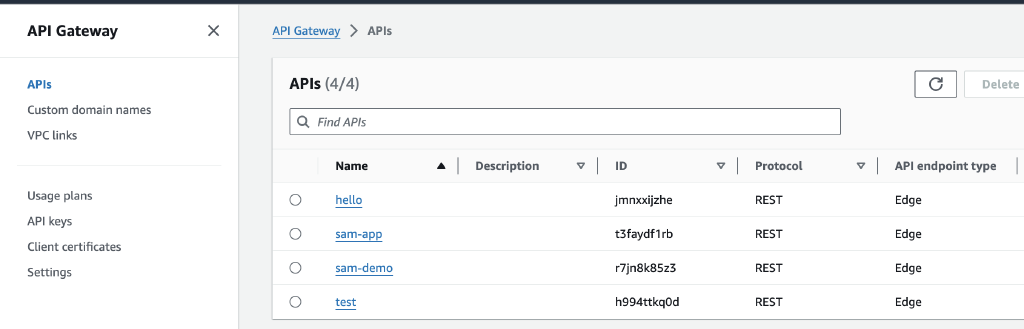 API Gateway
APIs
Custom domain names
VPC links
Usage plans
API keys
Client certificates
Settings
API Gateway > APIs
APIs (4/4)
Delete
Find APIs
Name Description ID Protocol API endpoint type
hello jmnxxijzhe REST Edge
sam-app t3faydf1rb REST Edge
sam-demo r7jn8k85z3 REST Edge
test h994ttkq0d REST Edge